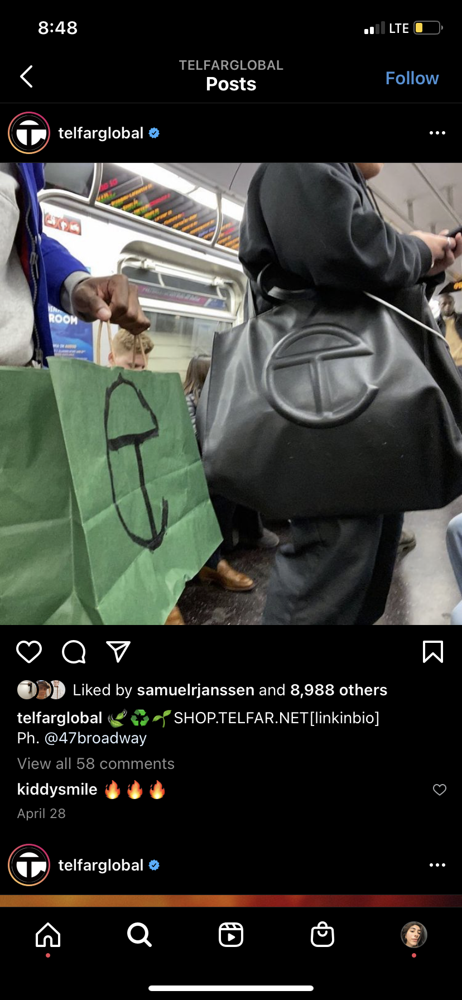 8:48
LTE
TELFARGLOBAL
Posts
Follow
telfarglobal
ROOM
Liked by samuelrjanssen and 8,988 others
telfarglobal 🌿♻️🌱SHOP.TELFAR.NET[linkinbio]
Ph. @47broadway
View all 58 comments
kiddysmile 🔥🔥🔥
April 28
telfarglobal